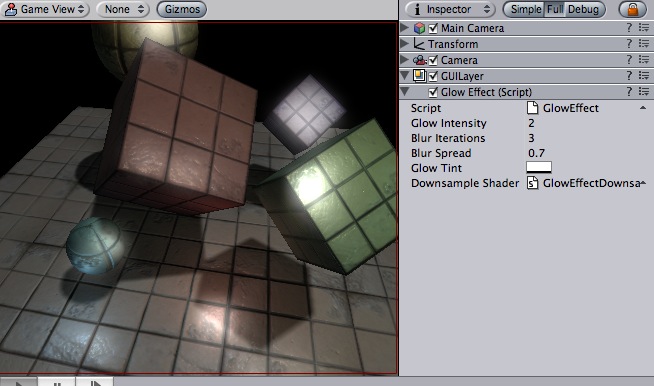 Game View None Gizmos Inspector Simple Full Debug
Main Camera ?
Transform ?
Camera ?
GUILayer ?
Glow Effect (Script) ?
Script GlowEffect
Glow Intensity 2
Blur Iterations 3
Blur Spread 0.7
Glow Tint
Downsample Shader GlowEffectDownsa